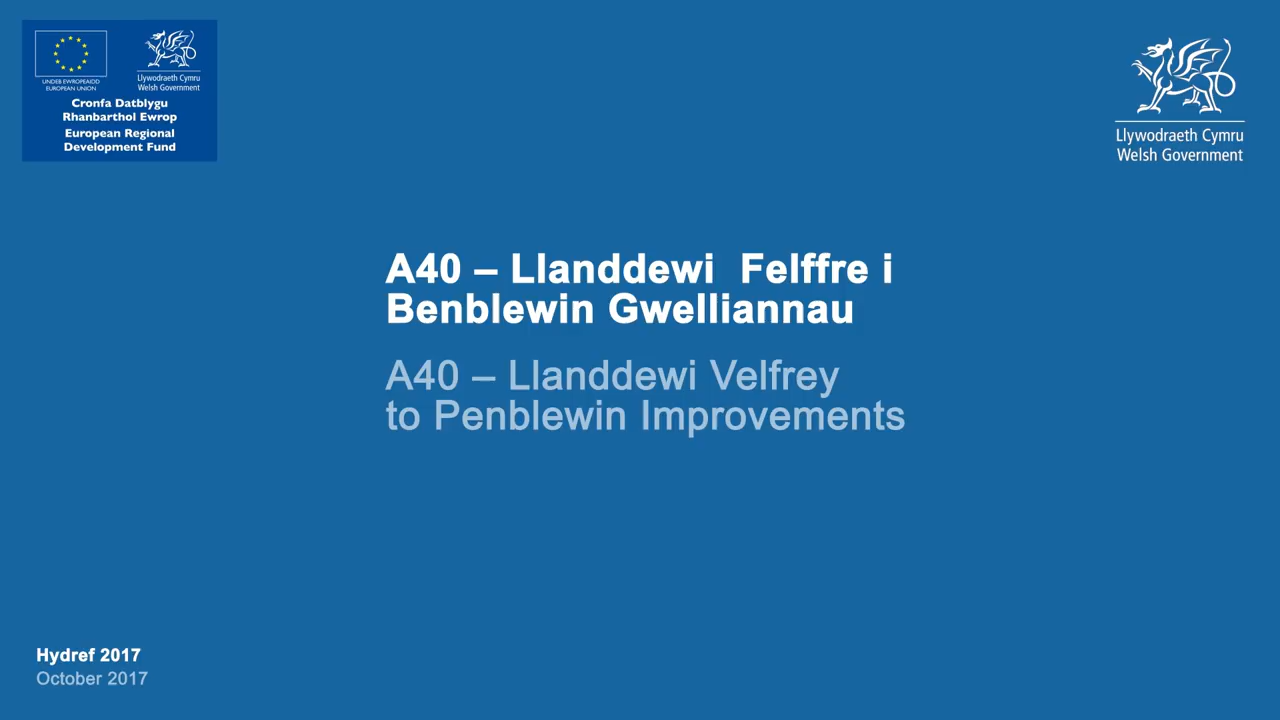 UNDEB EWROPEAIDD
EUROPEAN UNION
Llywodraeth Cymru
Welsh Government
Cronfa Datblygu
Rhanbarthol Ewrop
European Regional
Development Fund
Llywodraeth Cymru
Welsh Government
A40 – Llanddewi  Felffre i
Benblewin Gwelliannau
A40 – Llanddewi Velfrey
to Penblewin Improvements
Hydref 2017
October 2017